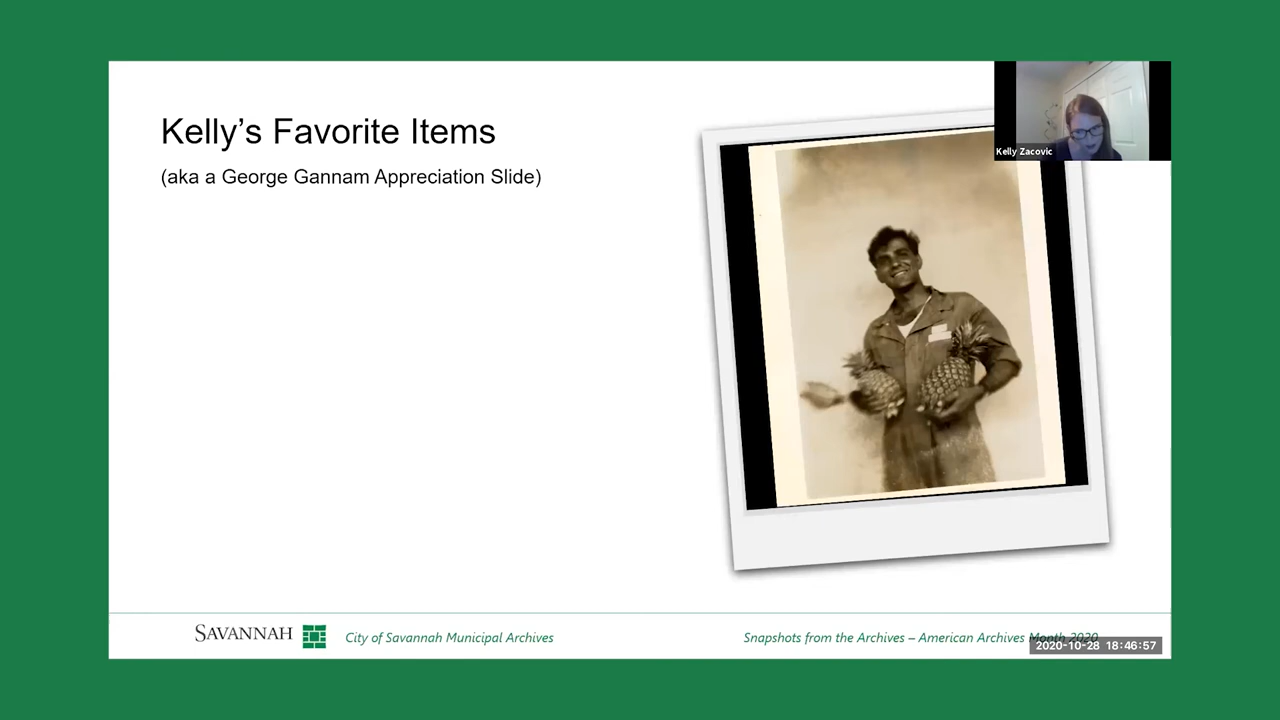 Kelly's Favorite Items
(aka a George Gannam Appreciation Slide)
Kelly Zacovic
SAVANNAH
City of Savannah Municipal Archives
Snapshots from the Archives – American Archives Month 2020
2020-10-28 18:46:57